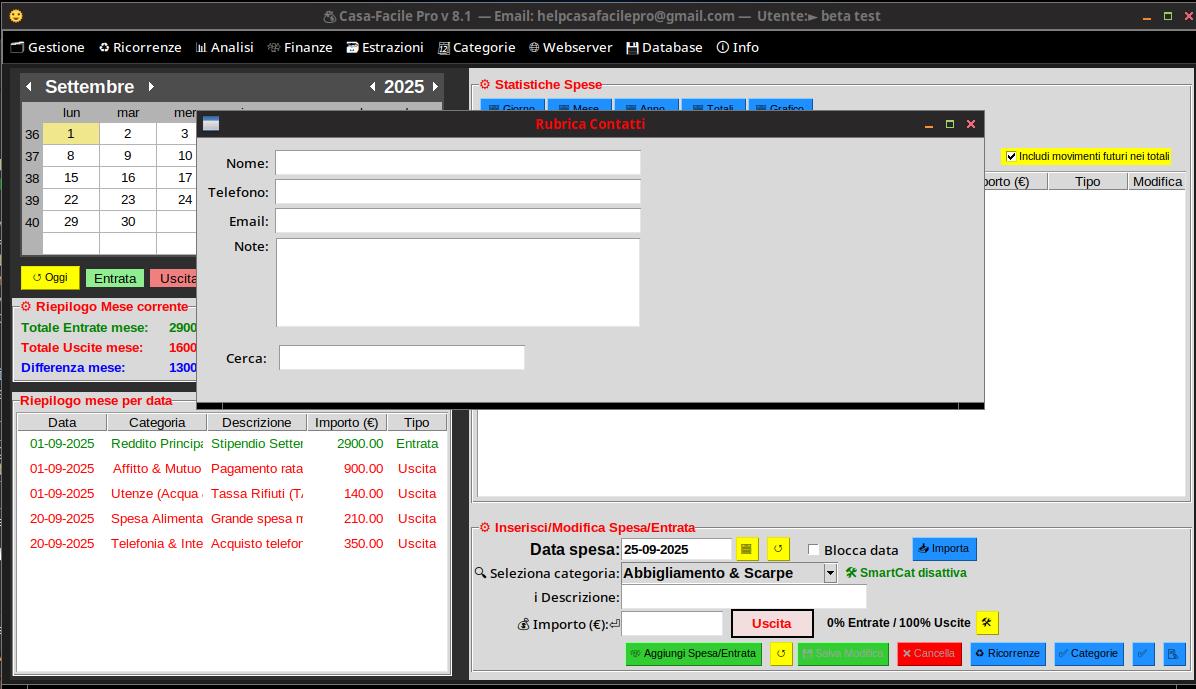 Casa-Facile Pro v 8.1 — Email: helpcasafacilepro@gmail.com — Utente:► beta test
Gestione Ricorrenze Analisi Finanze Estrazioni Categorie Webserver Database Info
Settembre 2025
lun mar mer
36 1 2 3
37 8 9 10
38 15 16 17
39 22 23 24
40 29 30
Oggi Entrata Uscita
Riepilogo Mese corrente
Totale Entrate mese: 2900
Totale Uscite mese: 1600
Differenza mese: 1300
Riepilogo mese per data
Data Categoria Descrizione Importo (€) Tipo
01-09-2025 Reddito Principa Stipendio Setter 2900.00 Entrata
01-09-2025 Affitto & Mutuo Pagamento rata 900.00 Uscita
01-09-2025 Utenze (Acqua Tassa Rifiuti (TA 140.00 Uscita
20-09-2025 Spesa Alimenta Grande spesa m 210.00 Uscita
20-09-2025 Telefonia & Inte Acquisto telefor 350.00 Uscita
Statistiche Spese
Giorno Mese Anno Totali Grafico
Includi movimenti futuri nei totali
porto (€) Tipo Modifica
Rubrica Contatti
Nome:
Telefono:
Email:
Note:
Cerca:
Inserisci/Modifica Spesa/Entrata
Data spesa: 25-09-2025 Blocca data Importa
Seleziona categoria: Abbigliamento & Scarpe SmartCat disattiva
i Descrizione:
Importo (€): Uscita 0% Entrate / 100% Uscite
Aggiungi Spesa/Entrata Salva Modifica Cancella Ricorrenze Categorie